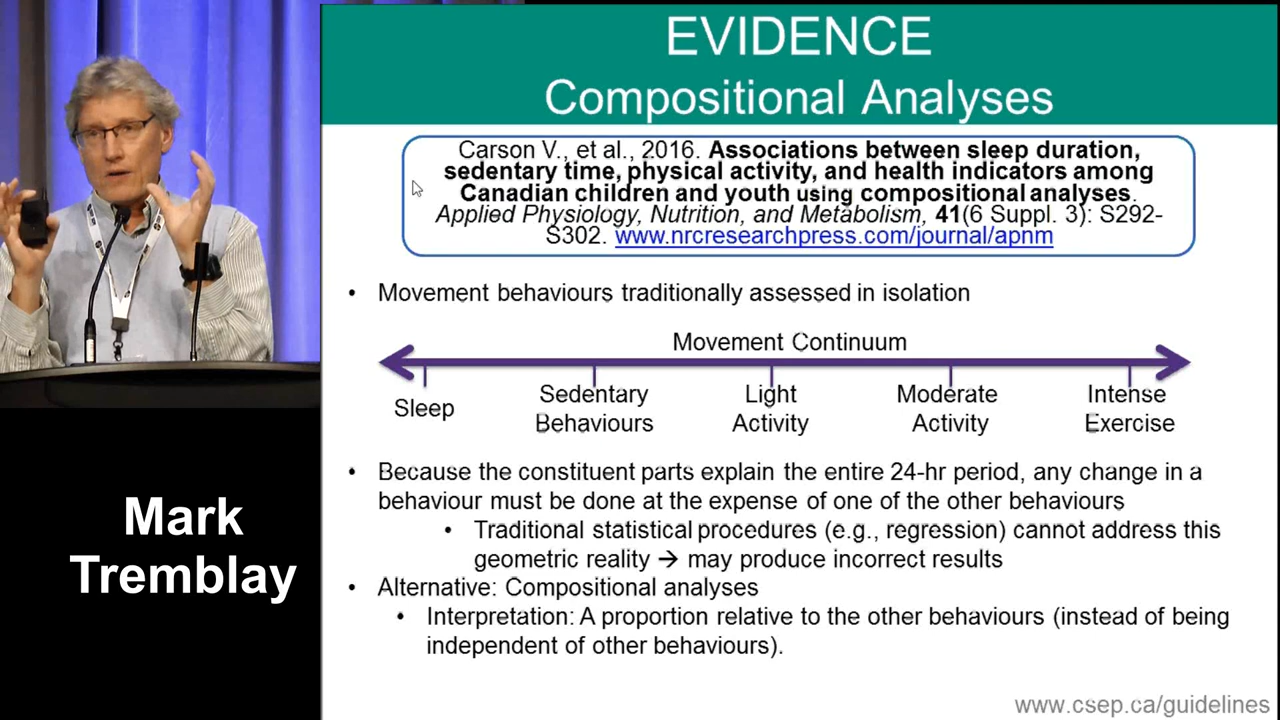 EVIDENCE
Compositional Analyses
Carson V., et al., 2016. Associations between sleep duration,
sedentary time, physical activity, and health indicators among
Canadian children and youth using compositional analyses.
Applied Physiology, Nutrition, and Metabolism, 41(6 Suppl. 3): S292-
S302. www.nrcresearchpress.com/journal/apnm
• Movement behaviours traditionally assessed in isolation
Movement Continuum
Sleep
Sedentary
Behaviours
Light
Activity
Moderate
Activity
Intense
Exercise
• Because the constituent parts explain the entire 24-hr period, any change in a
behaviour must be done at the expense of one of the other behaviours
• Traditional statistical procedures (e.g., regression) cannot address this
geometric reality → may produce incorrect results
• Alternative: Compositional analyses
• Interpretation: A proportion relative to the other behaviours (instead of being
independent of other behaviours).
www.csep.ca/guidelines
Mark
Tremblay